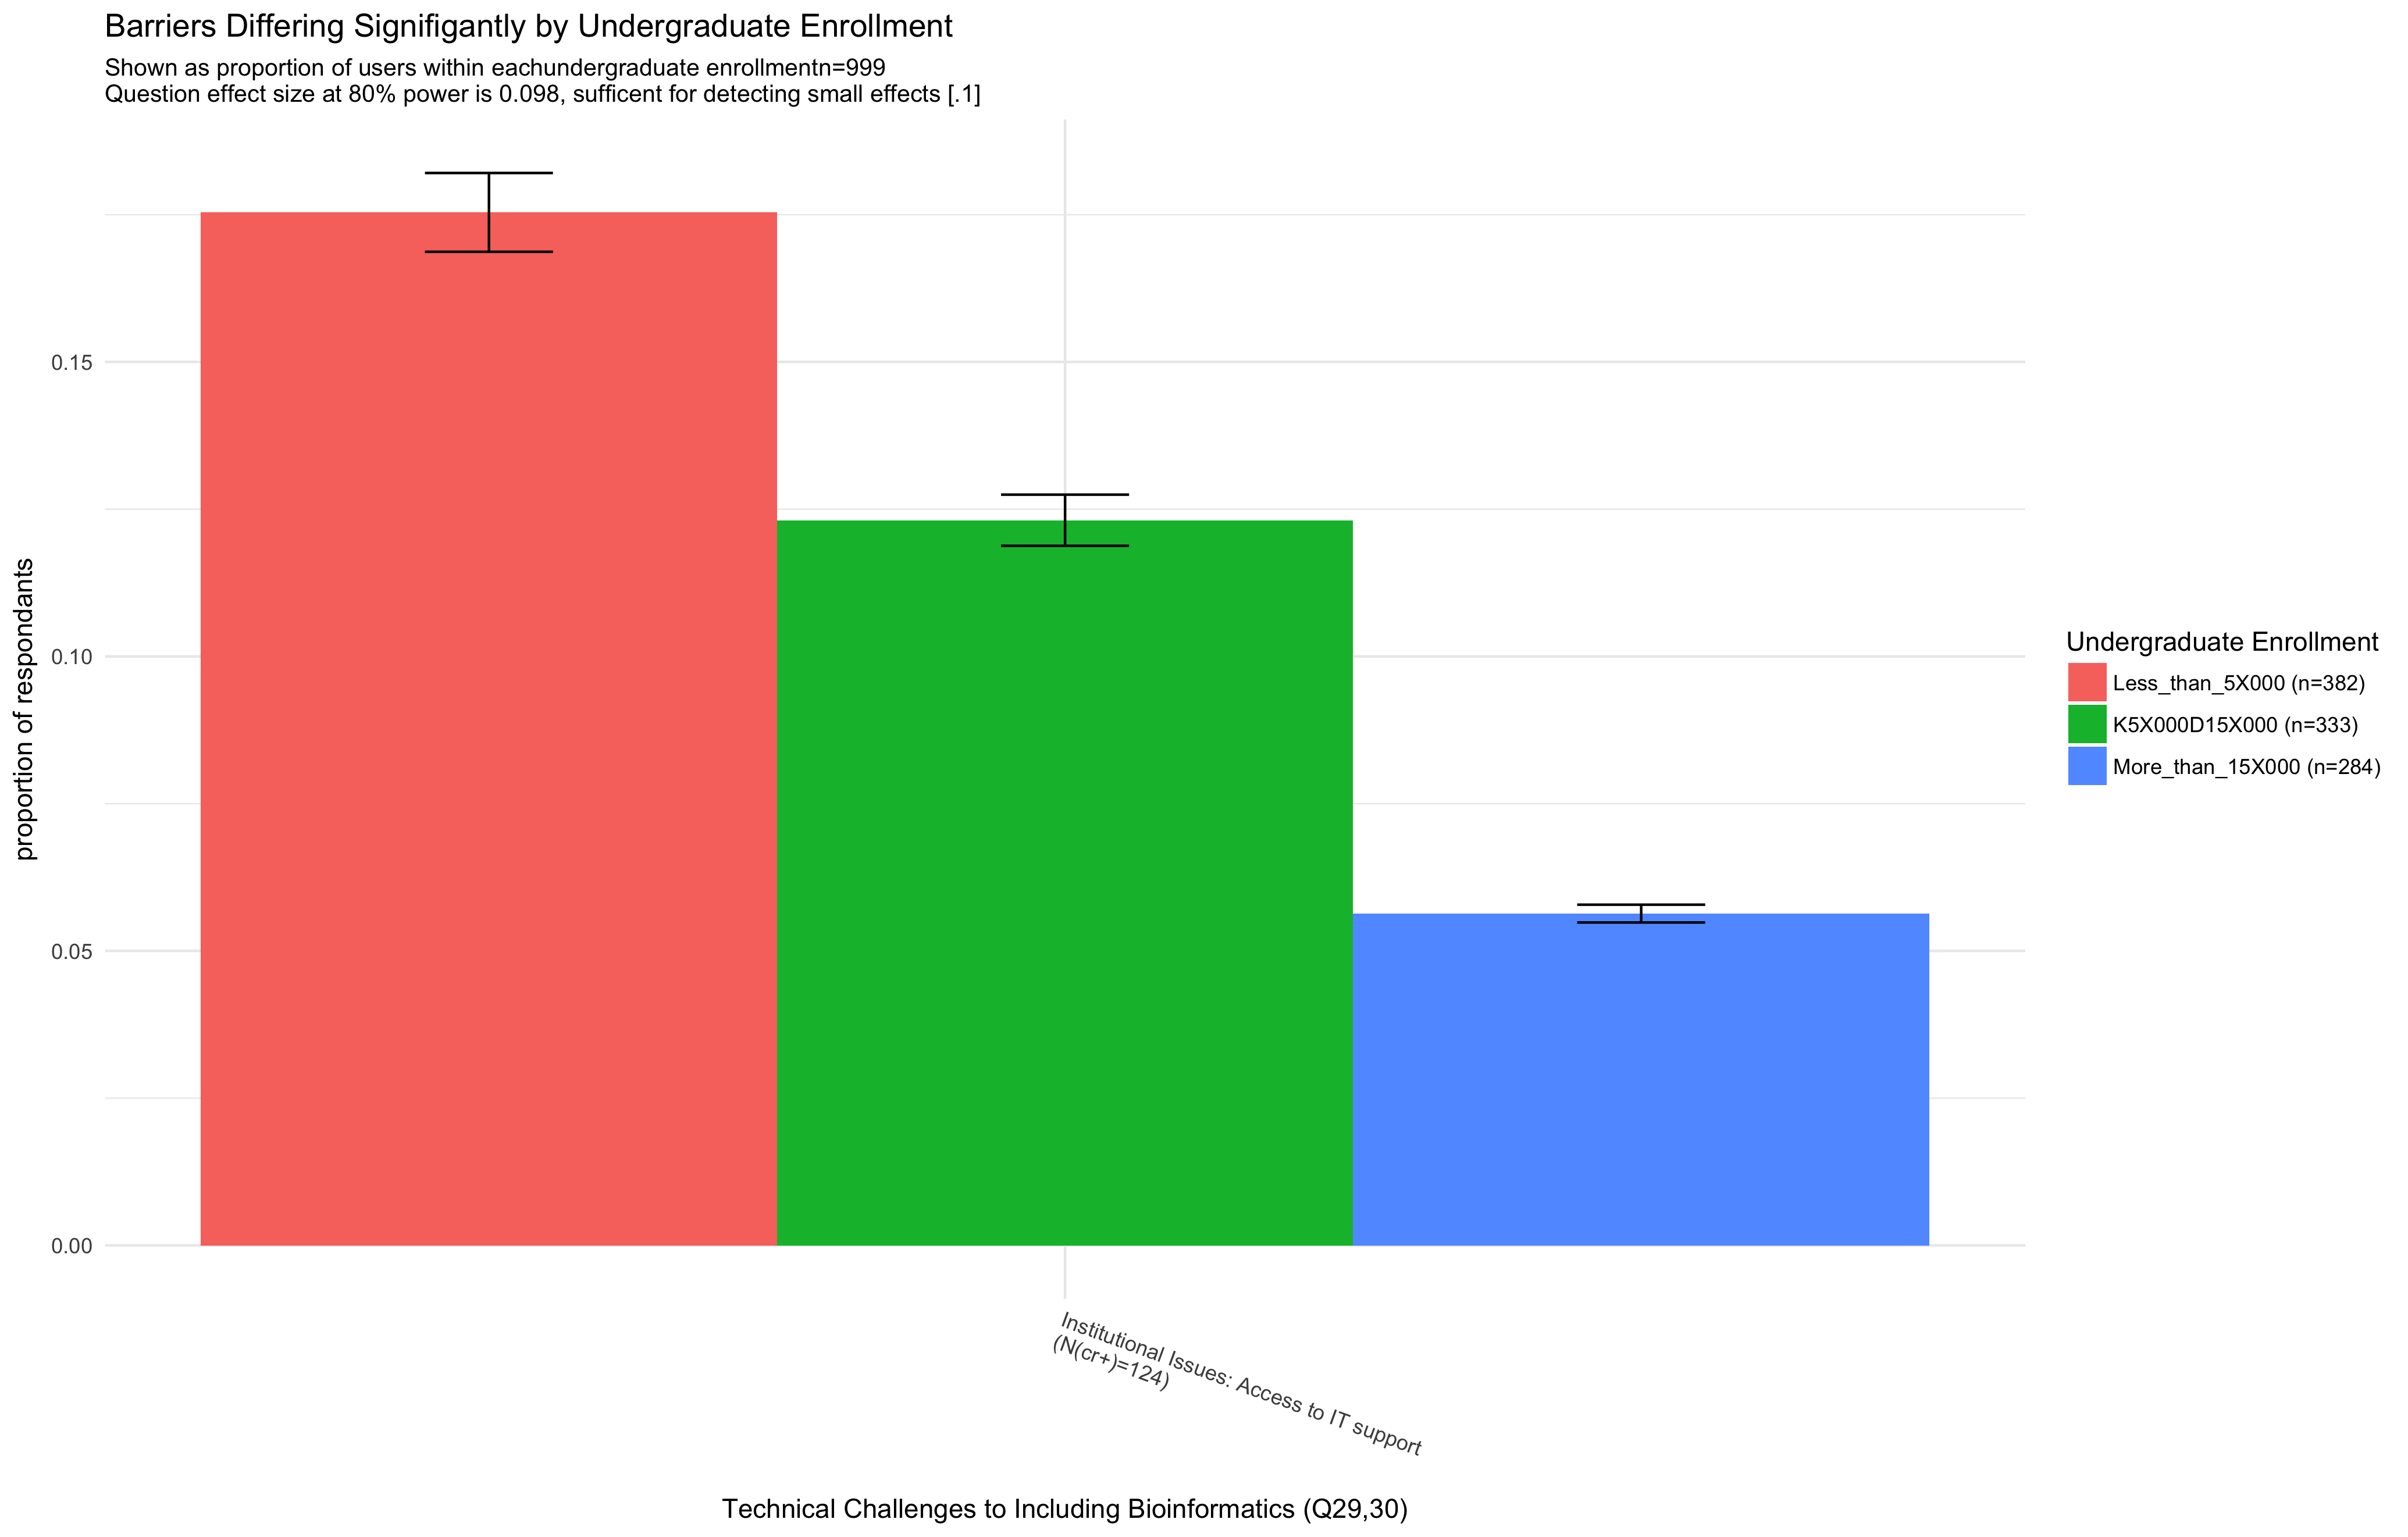 Barriers Differing Signifigantly by Undergraduate Enrollment
Shown as proportion of users within eachundergraduate enrollmentn=999
Question effect size at 80% power is 0.098, sufficent for detecting small effects [.1]
proportion of respondants
0.15
0.10
0.05
0.00
Institutional Issues: Access to IT support
(N(cr+)=124)
Technical Challenges to Including Bioinformatics (Q29,30)
Undergraduate Enrollment
Less_than_5X000 (n=382)
K5X000D15X000 (n=333)
More_than_15X000 (n=284)